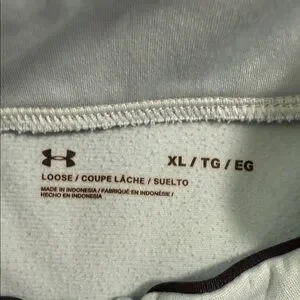 XL / TG / EG
LOOSE / COUPE LÂCHE / SUELTO
MADE IN INDONESIA / FABRIQUÉ EN INDONÉSIE /
HECHO EN INDONESIA